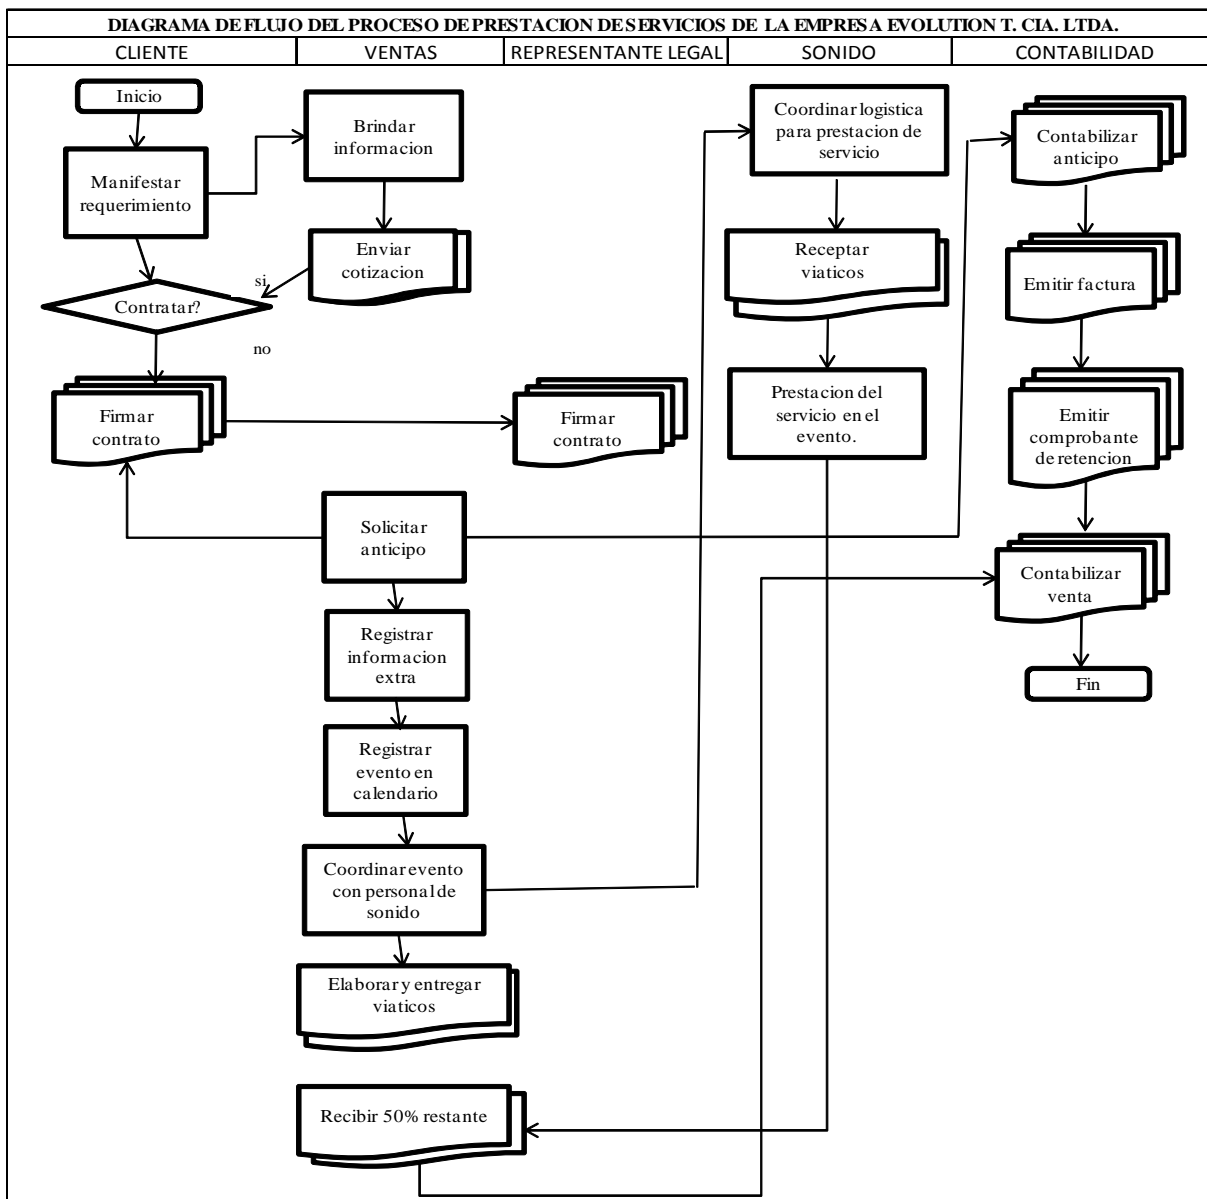 DIAGRAMA DE FLUJO DEL PROCESO DE PRESTACION DE SERVICIOS DE LA EMPRESA EVOLUTION T. CIA. LTDA.
CLIENTE
VENTAS
REPRESENTANTE LEGAL
SONIDO
CONTABILIDAD
Inicio
Manifestar
requerimiento
Contratar?
si
no
Firmar
contrato
Brindar
informacion
Enviar
cotizacion
Solicitar
anticipo
Registrar
informacion
extra
Registrar
evento en
calendario
Coordinar evento
con personal de
sonido
Elaborar y entregar
viaticos
Recibir 50% restante
Firmar
contrato
Coordinar logistica
para prestacion de
servicio
Receptar
viaticos
Prestacion del
servicio en el
evento.
Contabilizar
anticipo
Emitir factura
Emitir
comprobante
de retencion
Contabilizar
venta
Fin